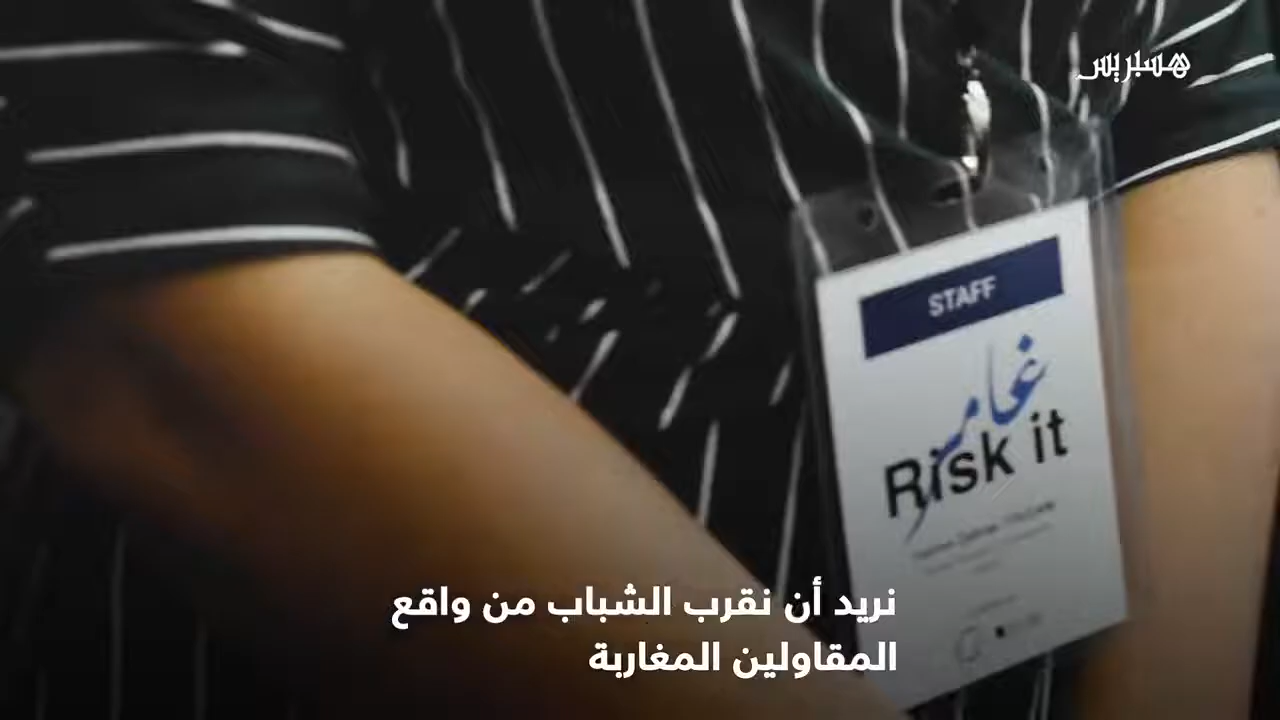 هسبريس
STAFF
غامر
Risk it
نريد أن نقرب الشباب من واقع
المقاولين المغاربة